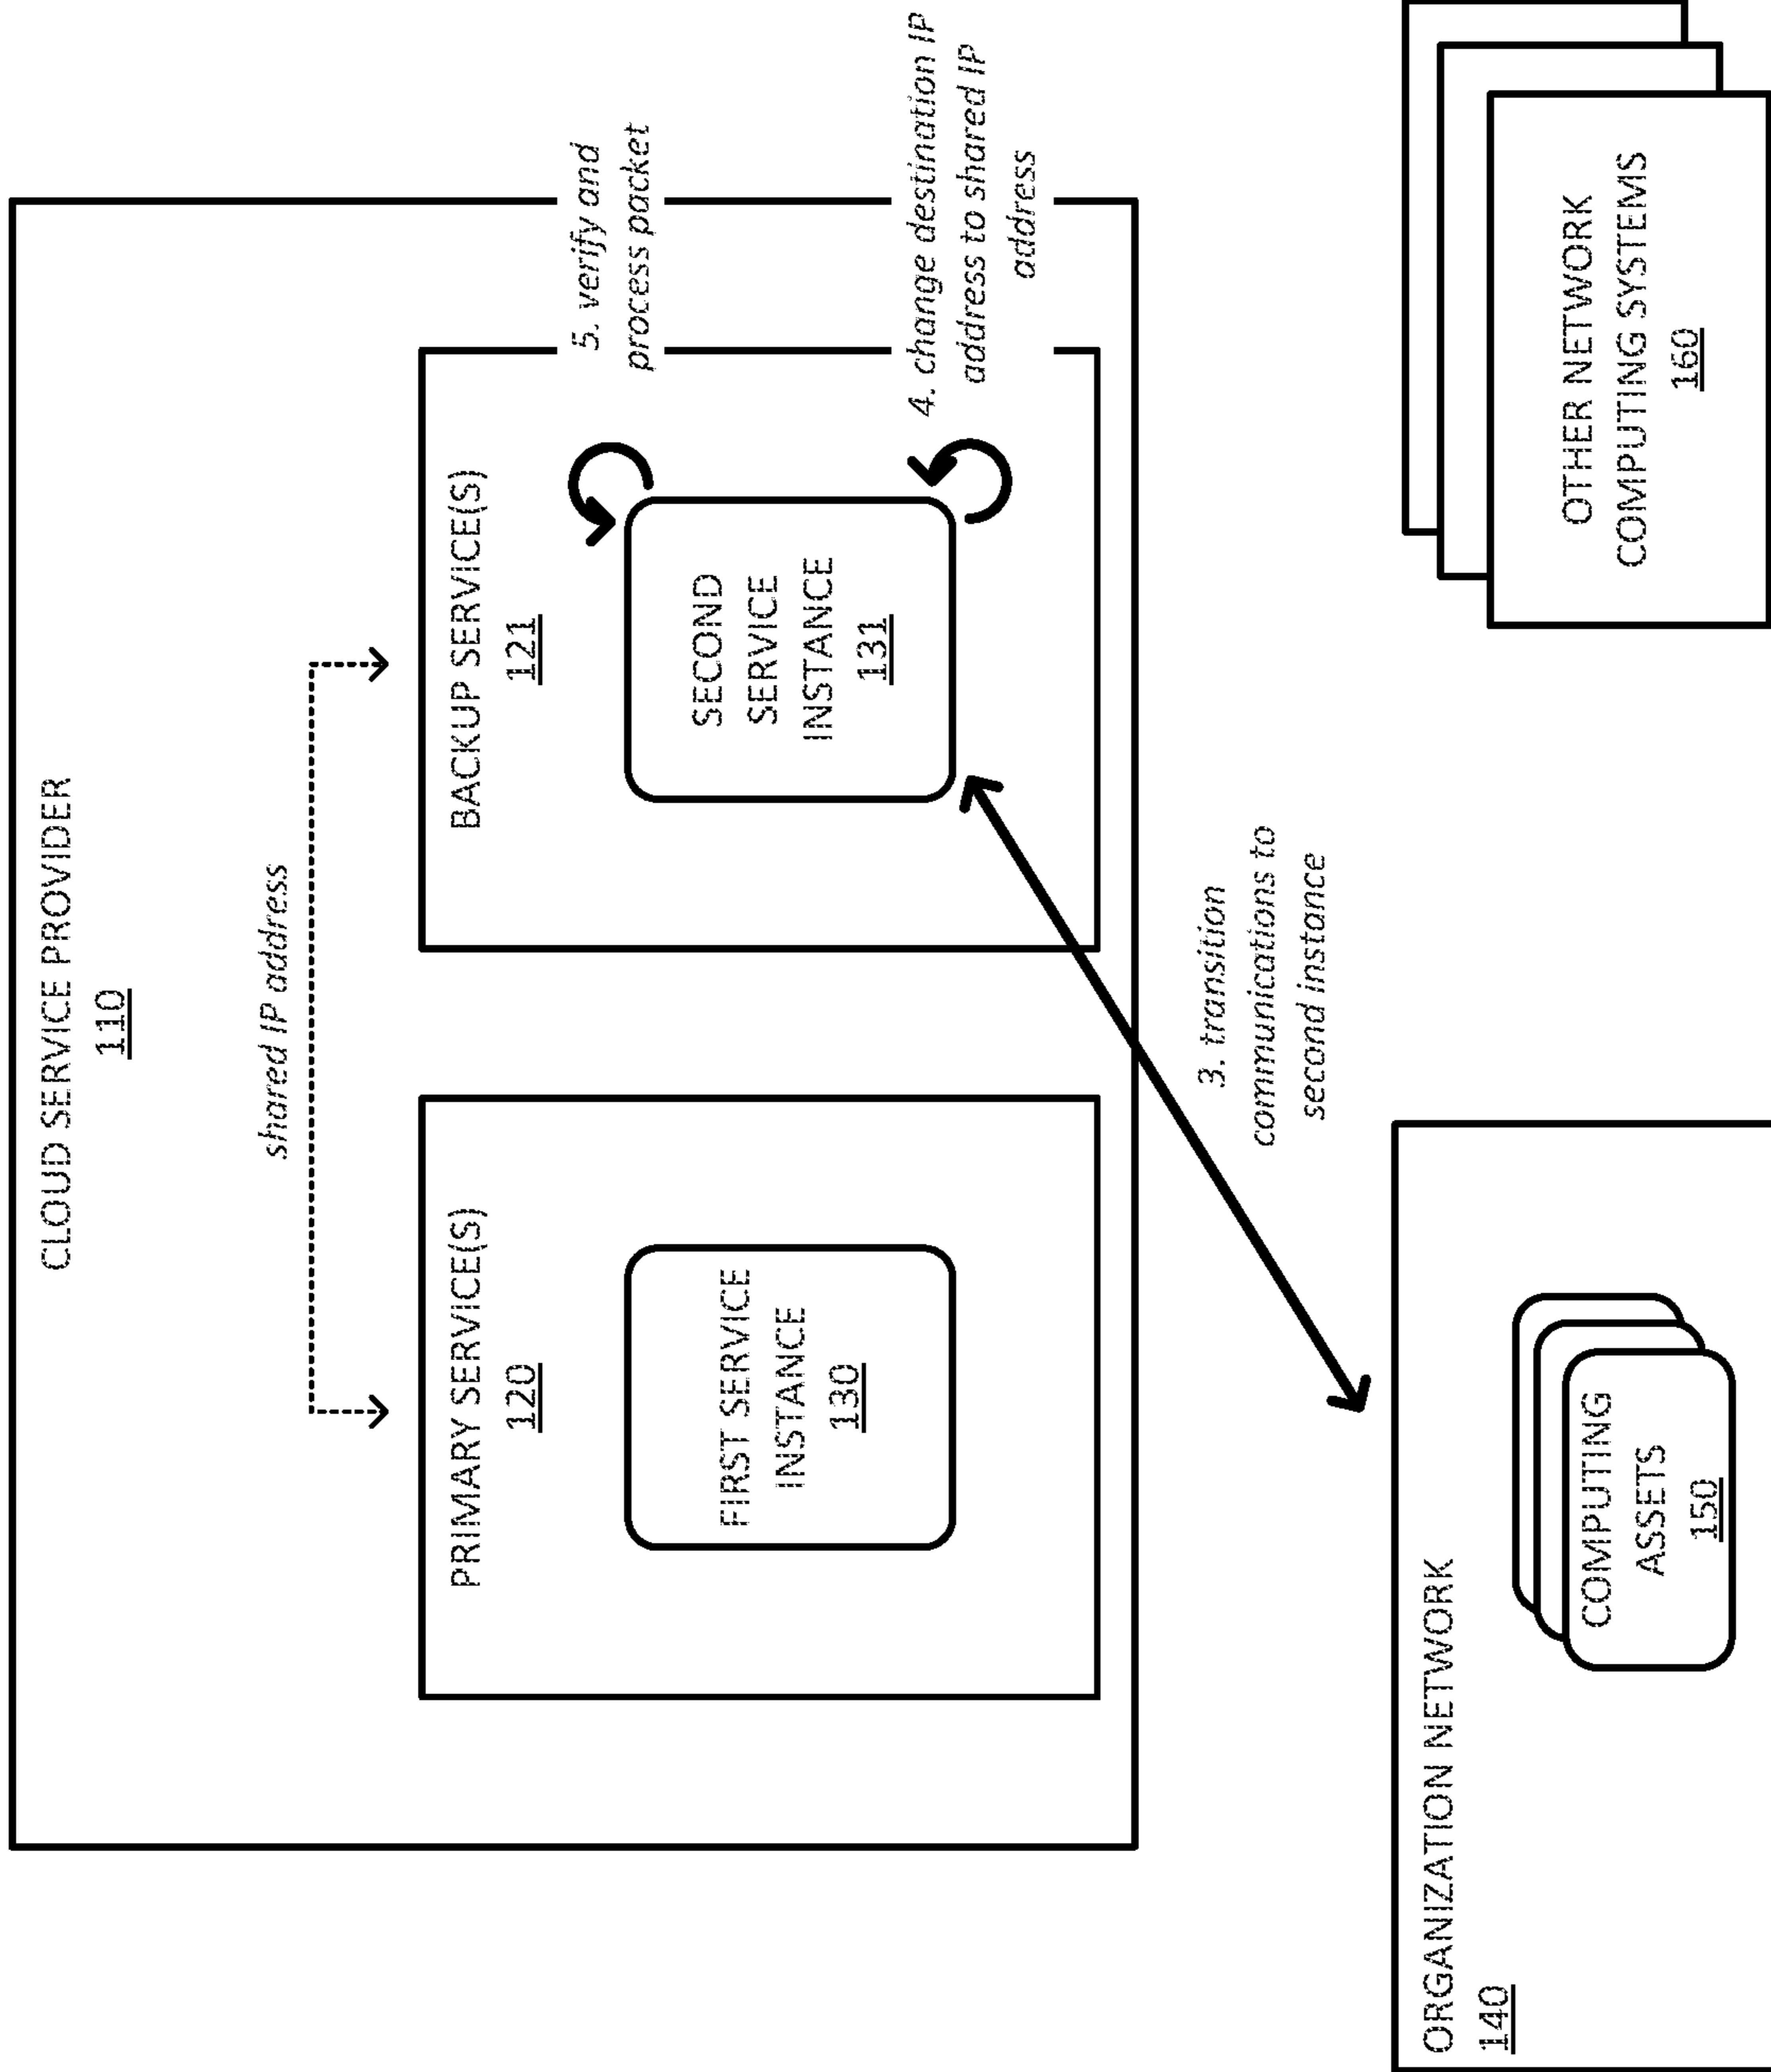 CLOUD SERVICE PROVIDER
110
shared IP address
PRIMARY SERVICE(S)
120
FIRST SERVICE
INSTANCE
130
BACKUP SERVICE(S)
121
SECOND
SERVICE
INSTANCE
131
5. verify and
process packet
4. change destination IP
address to shared IP
address
3. transition
communications to
second instance
ORGANIZATION NETWORK
140
COMPUTING
ASSETS
150
OTHER NETWORK
COMPUTING SYSTEMS
160